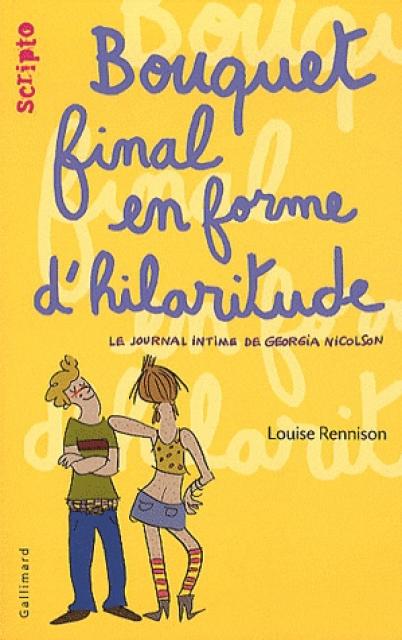 Scripto
Bouquet
final
en forme
d'hilaritude
LE JOURNAL INTIME DE GEORGIA NICOLSON
Louise Rennison
Gallimard